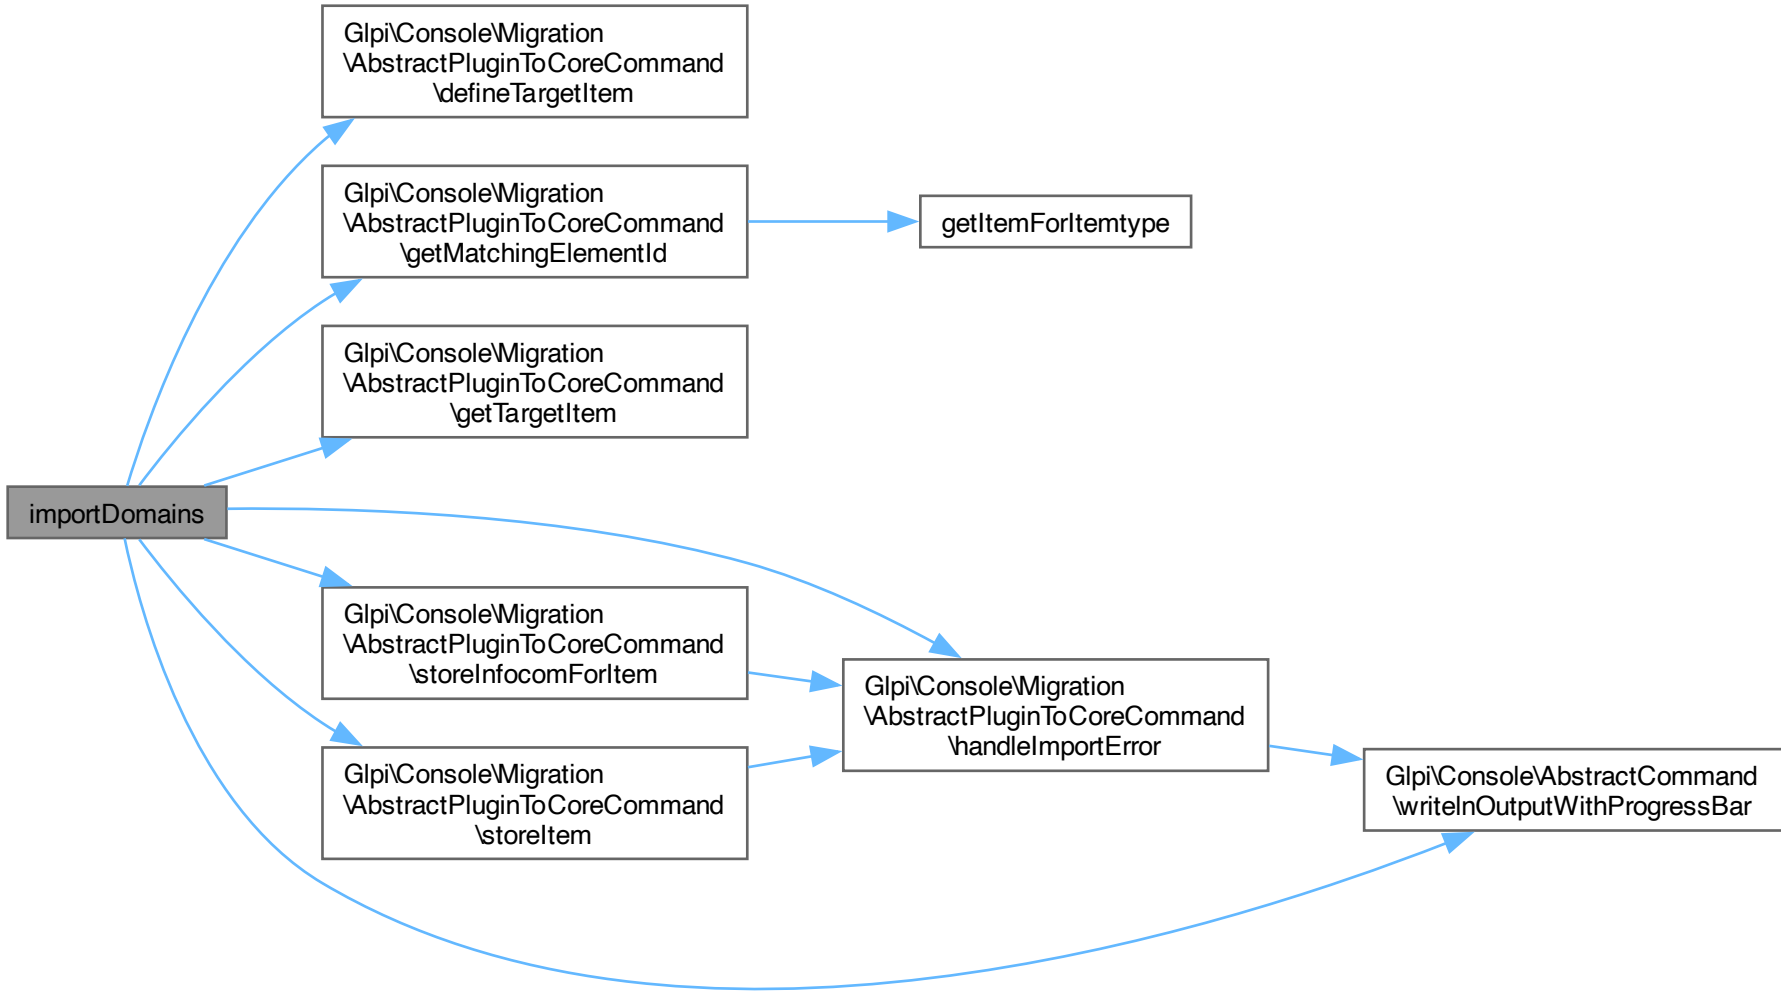 Glpi\Console\Migration
\AbstractPluginToCoreCommand
\defineTargetItem
Glpi\Console\Migration
\AbstractPluginToCoreCommand
\getMatchingElementId
getItemForItemtype
Glpi\Console\Migration
\AbstractPluginToCoreCommand
\getTargetItem
importDomains
Glpi\Console\Migration
\AbstractPluginToCoreCommand
\storeInfocomForItem
Glpi\Console\Migration
\AbstractPluginToCoreCommand
\handleImportError
Glpi\Console\Migration
\AbstractPluginToCoreCommand
\storeItem
Glpi\Console\AbstractCommand
\writelnOutputWithProgressBar